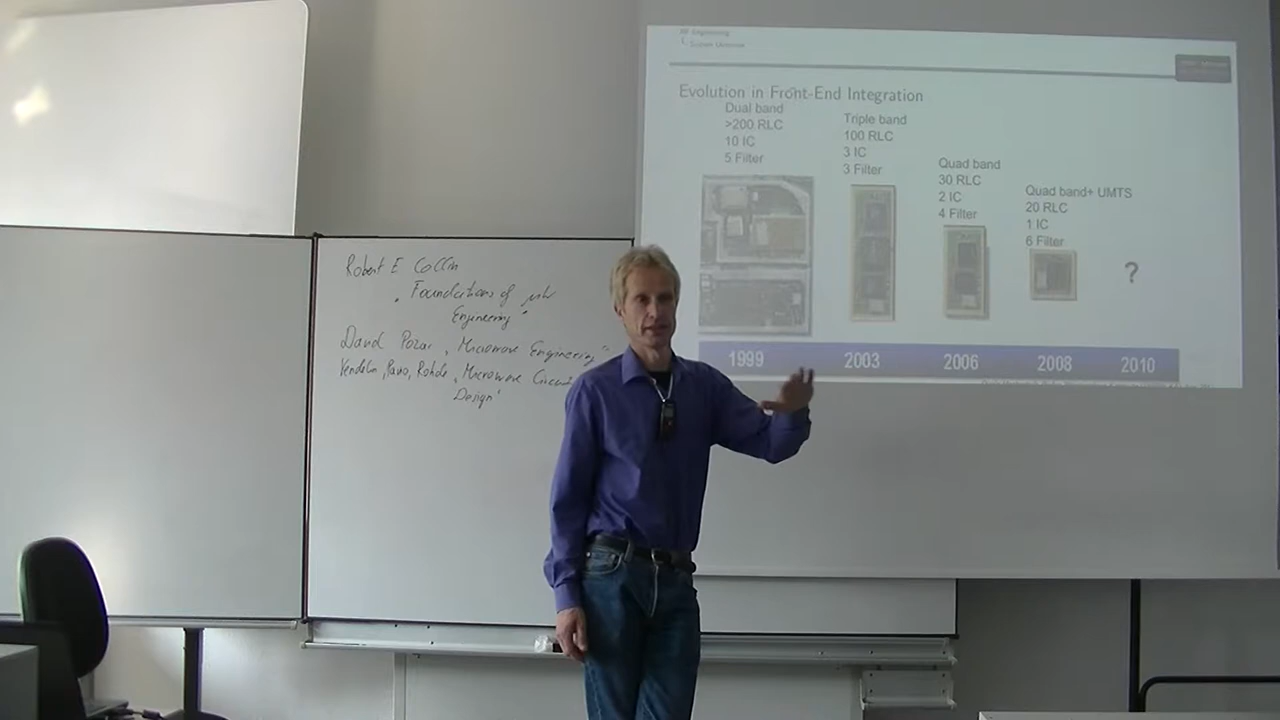 Robert E Collin
„ Foundations of μW
Engineering "
David Pozar „ Microwave Engineering "
Vendelin, Pavio, Rohde „ Microwave Circuit
Design "
RF Engineering
Evolution in Front-End Integration
Dual band
>200 RLC
10 IC
5 Filter
Triple band
100 RLC
3 IC
3 Filter
Quad band
30 RLC
2 IC
4 Filter
Quad band+ UMTS
20 RLC
1 IC
6 Filter
?
1999 2003 2006 2008 2010